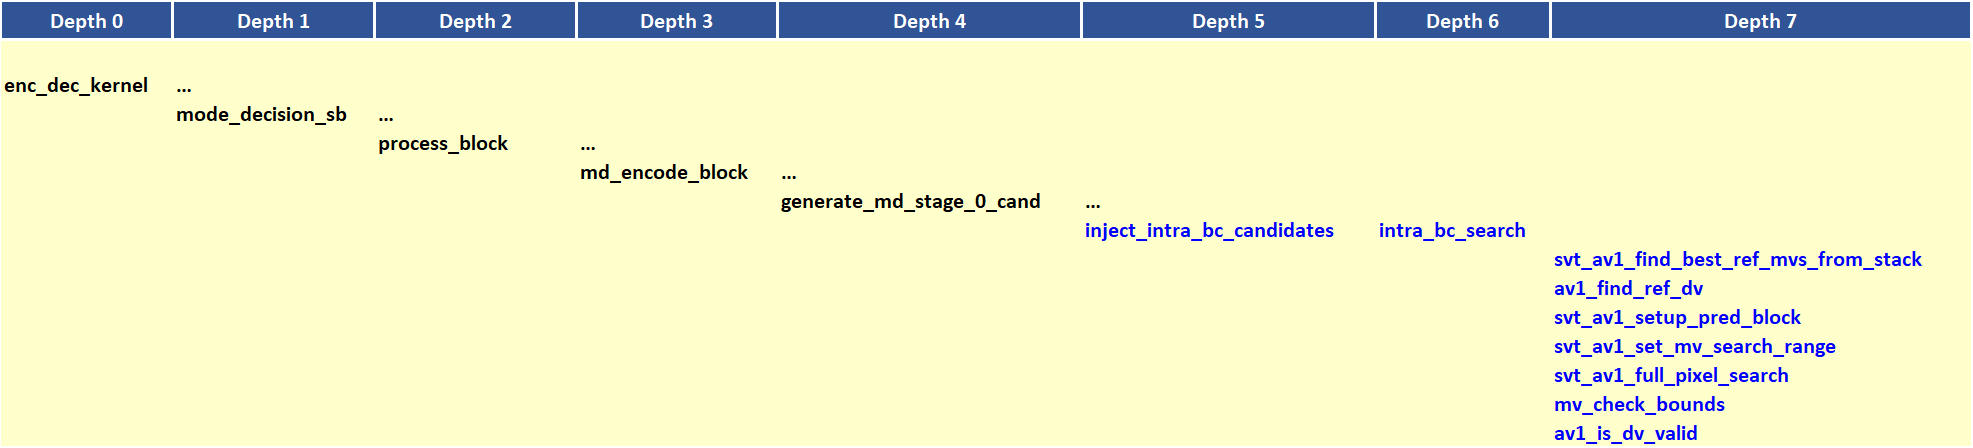 Depth 0 Depth 1 Depth 2 Depth 3 Depth 4 Depth 5 Depth 6 Depth 7
enc_dec_kernel ...
mode_decision_sb ...
process_block ...
md_encode_block ...
generate_md_stage_0_cand ...
inject_intra_bc_candidates intra_bc_search
svt_av1_find_best_ref_mvs_from_stack
av1_find_ref_dv
svt_av1_setup_pred_block
svt_av1_set_mv_search_range
svt_av1_full_pixel_search
mv_check_bounds
av1_is_dv_valid